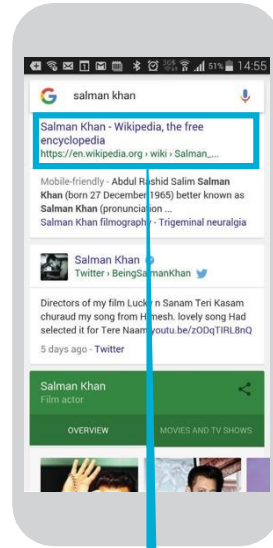 51% 14:55
salman khan
Salman Khan - Wikipedia, the free
encyclopedia
https://en.wikipedia.org › wiki › Salman_...
Mobile-friendly - Abdul Rashid Salim Salman
Khan (born 27 December 1965) better known as
Salman Khan (pronunciation ...
Salman Khan filmography - Trigeminal neuralgia
Salman Khan
Twitter › BeingSalmanKhan
Directors of my film Lucky n Sanam Teri Kasam
churaud my song from Himesh. lovely song Had
selected it for Tere Naam youtu.be/zODqTIRL8nQ
5 days ago - Twitter
Salman Khan
Film actor
OVERVIEW MOVIES AND TV SHOWS